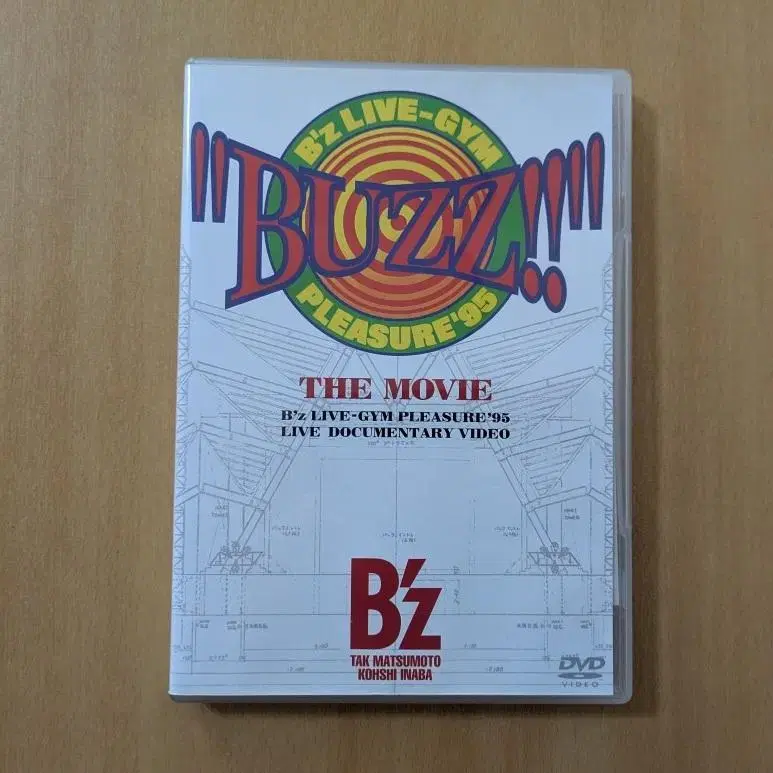 B'z LIVE-GYM
"BUZZ!!"
PLEASURE'95
THE MOVIE
B'z LIVE-GYM PLEASURE'95
LIVE DOCUMENTARY VIDEO
B'z
TAK MATSUMOTO
KOHSHI INABA
DVD
VIDEO